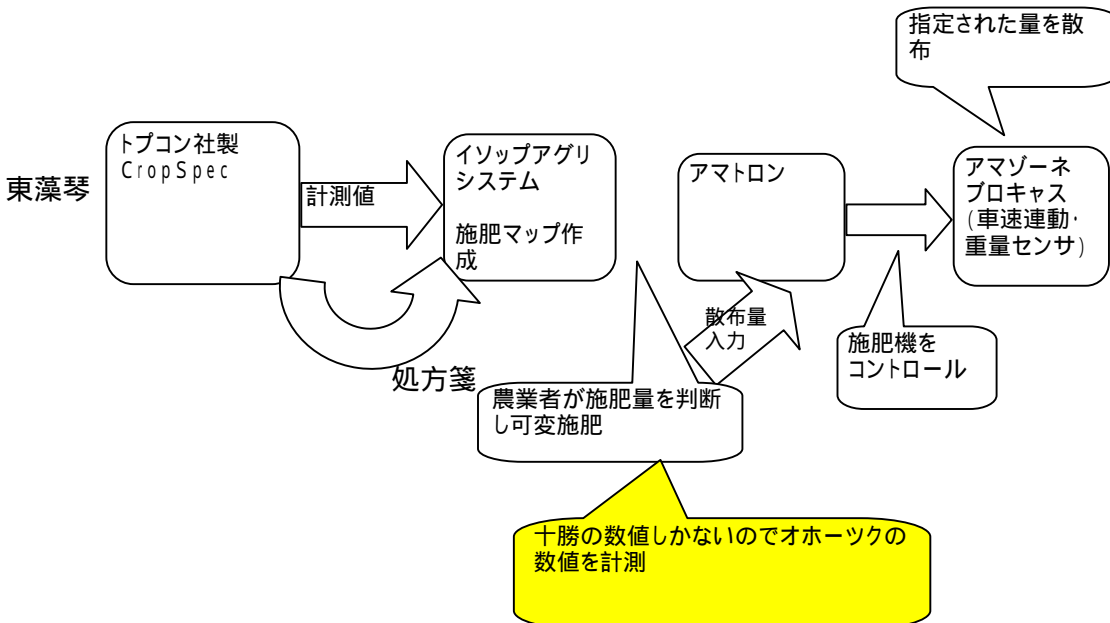 指定された量を散
布
東藻琴
トプコン社製
CropSpec
計測値
イソップアグリ
システム
施肥マップ作
成
アマトロン
アマゾーネ
ブロキャス
(車速連動・
重量センサ)
処方箋
散布量
入力
施肥機を
コントロール
農業者が施肥量を判断
し可変施肥
十勝の数値しかないのでオホーツクの
数値を計測